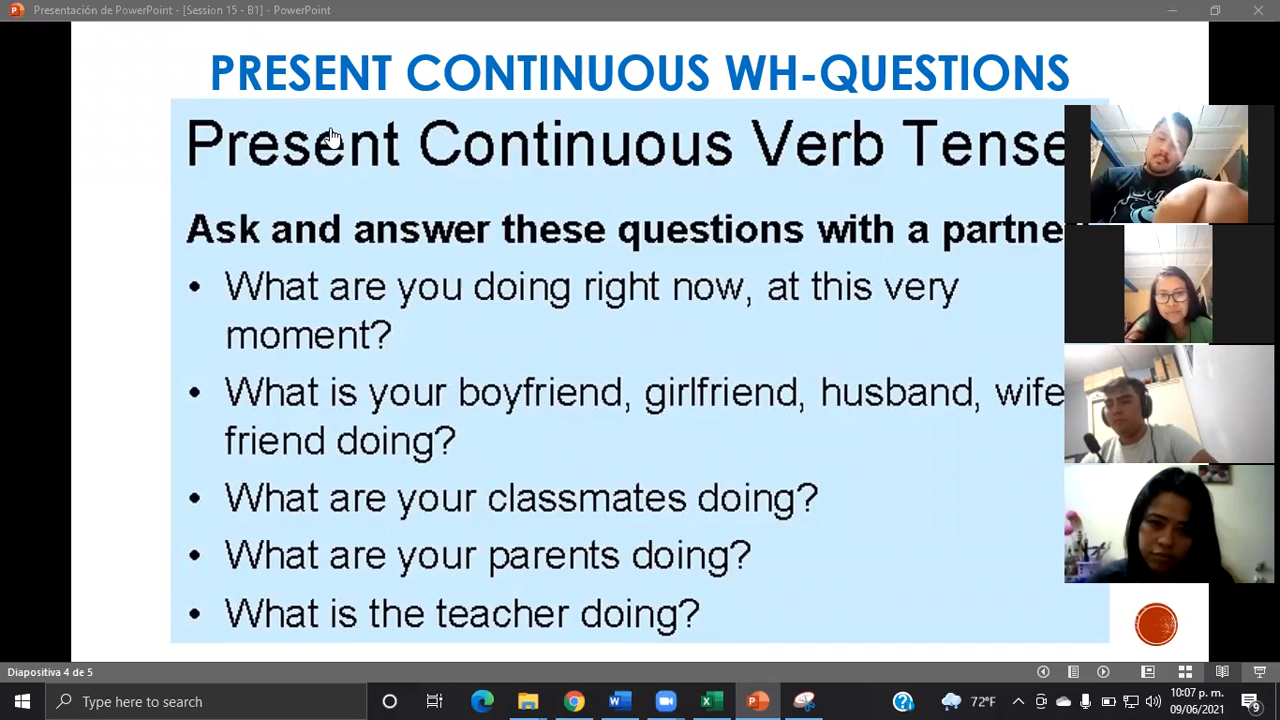 Presentación de PowerPoint - [Session 15 - B1] - PowerPoint
PRESENT CONTINUOUS WH-QUESTIONS
Present Continuous Verb Tense
Ask and answer these questions with a partne
• What are you doing right now, at this very
moment?
• What is your boyfriend, girlfriend, husband, wife
friend doing?
• What are your classmates doing?
• What are your parents doing?
• What is the teacher doing?
Diapositiva 4 de 5
Type here to search
72°F
10:07 p. m.
09/06/2021
9